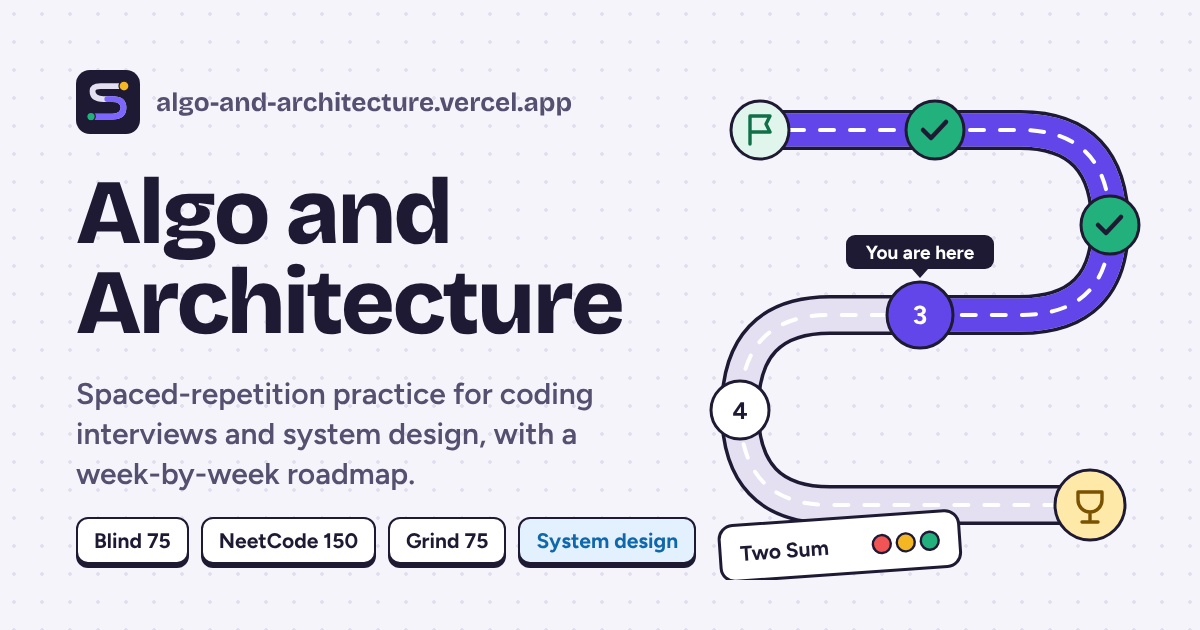 algo-and-architecture.vercel.app
Algo and
Architecture
Spaced-repetition practice for coding
interviews and system design, with a
week-by-week roadmap.
Blind 75
NeetCode 150
Grind 75
System design
You are here
3
4
Two Sum